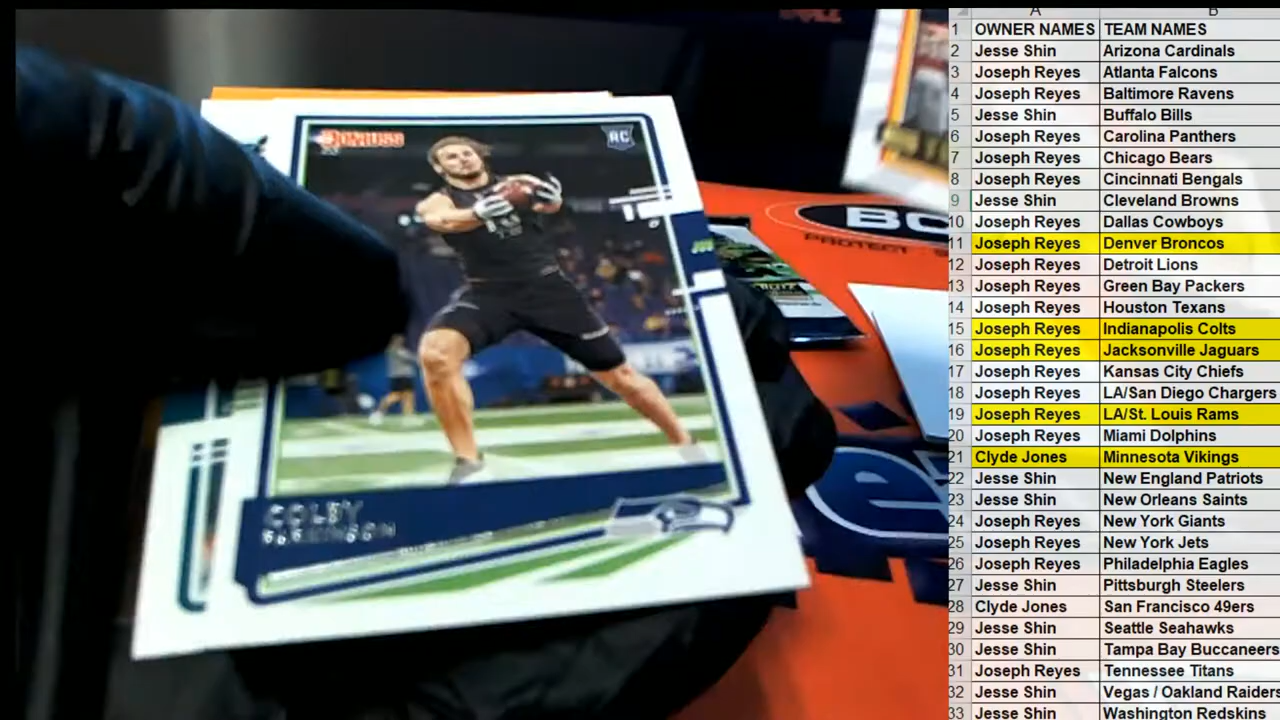 DONRUSS
RC
COLBY
PARKINSON
BC
PROTECT
A B
1 OWNER NAMES TEAM NAMES
2 Jesse Shin Arizona Cardinals
3 Joseph Reyes Atlanta Falcons
4 Joseph Reyes Baltimore Ravens
5 Jesse Shin Buffalo Bills
6 Joseph Reyes Carolina Panthers
7 Joseph Reyes Chicago Bears
8 Joseph Reyes Cincinnati Bengals
9 Jesse Shin Cleveland Browns
10 Joseph Reyes Dallas Cowboys
11 Joseph Reyes Denver Broncos
12 Joseph Reyes Detroit Lions
13 Joseph Reyes Green Bay Packers
14 Joseph Reyes Houston Texans
15 Joseph Reyes Indianapolis Colts
16 Joseph Reyes Jacksonville Jaguars
17 Joseph Reyes Kansas City Chiefs
18 Joseph Reyes LA/San Diego Chargers
19 Joseph Reyes LA/St. Louis Rams
20 Joseph Reyes Miami Dolphins
21 Clyde Jones Minnesota Vikings
22 Jesse Shin New England Patriots
23 Jesse Shin New Orleans Saints
24 Joseph Reyes New York Giants
25 Joseph Reyes New York Jets
26 Joseph Reyes Philadelphia Eagles
27 Jesse Shin Pittsburgh Steelers
28 Clyde Jones San Francisco 49ers
29 Jesse Shin Seattle Seahawks
30 Jesse Shin Tampa Bay Buccaneers
31 Joseph Reyes Tennessee Titans
32 Jesse Shin Vegas / Oakland Raiders
33 Jesse Shin Washington Redskins